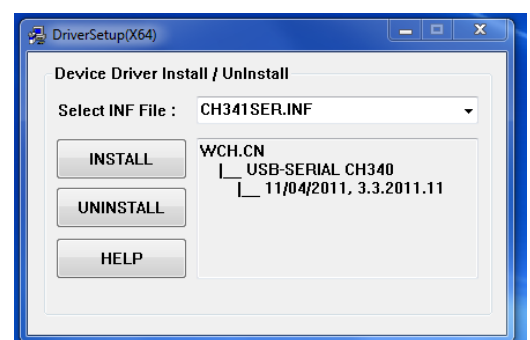 DriverSetup(X64)
Device Driver Install / UnInstall
Select INF File : CH341SER.INF
INSTALL
UNINSTALL
HELP
WCH.CN
|__ USB-SERIAL CH340
|__ 11/04/2011, 3.3.2011.11